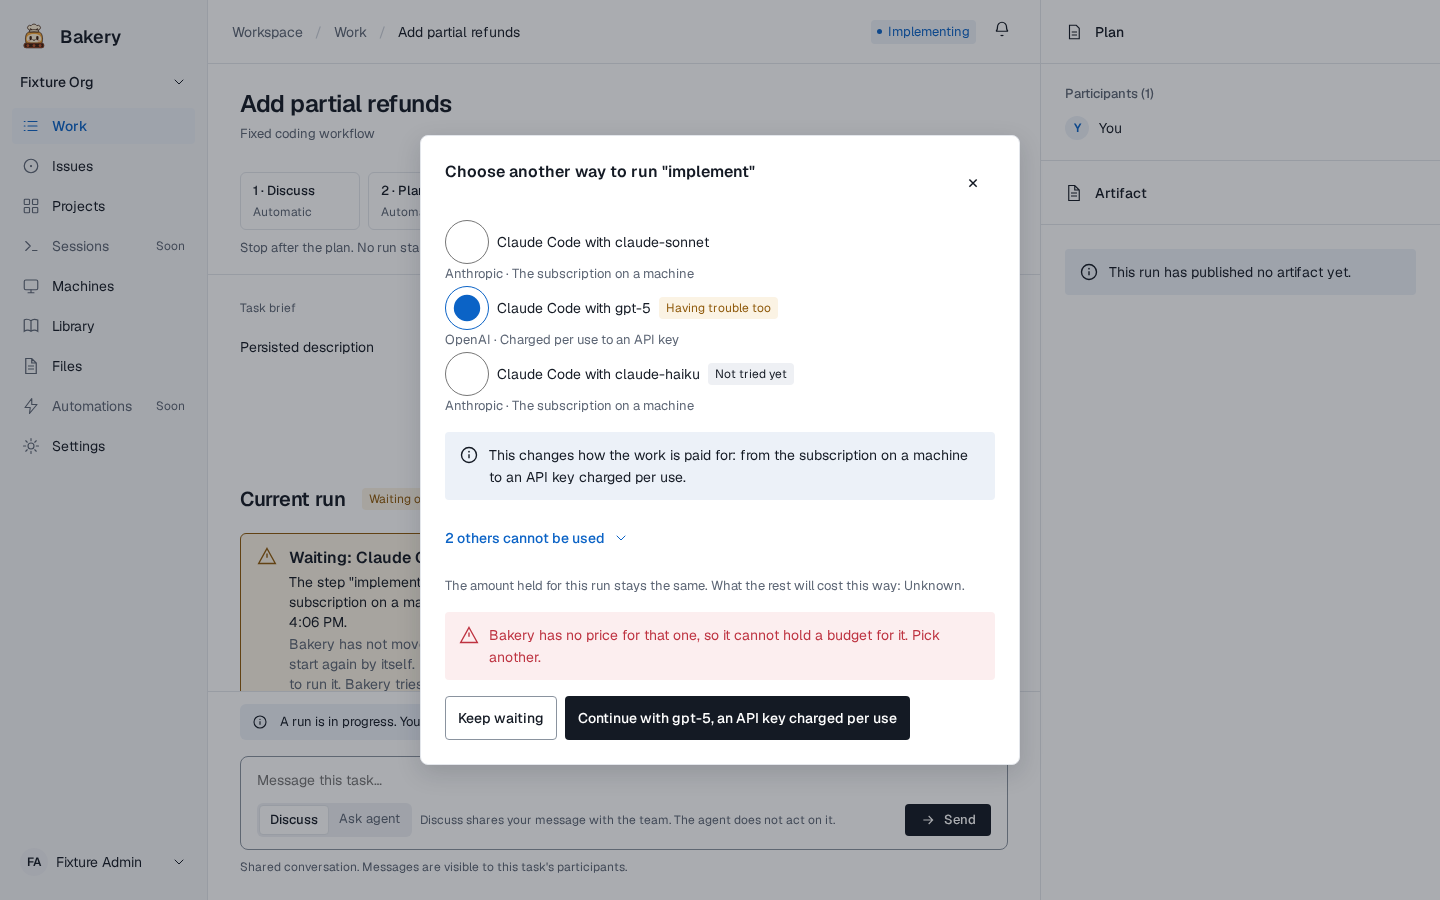 Bakery
Fixture Org
Work
Issues
Projects
Sessions Soon
Machines
Library
Files
Automations Soon
Settings
FA Fixture Admin
Workspace / Work / Add partial refunds
Implementing
Add partial refunds
Fixed coding workflow
1 · Discuss
Automatic
2 · Plan
Stop after the plan. No run
Task brief
Persisted description
Current run
Waiting
Waiting: Claude
The step "implement
subscription on a
4:06 PM.
Bakery has not
start again by itself.
to run it. Bakery tries
A run is in progress. You
Message this task...
Discuss Ask agent Discuss shares your message with the team. The agent does not act on it.
Send
Shared conversation. Messages are visible to this task's participants.
Choose another way to run "implement"
Claude Code with claude-sonnet
Anthropic · The subscription on a machine
Claude Code with gpt-5 Having trouble too
OpenAI · Charged per use to an API key
Claude Code with claude-haiku Not tried yet
Anthropic · The subscription on a machine
This changes how the work is paid for: from the subscription on a machine
to an API key charged per use.
2 others cannot be used
The amount held for this run stays the same. What the rest will cost this way: Unknown.
Bakery has no price for that one, so it cannot hold a budget for it. Pick
another.
Keep waiting
Continue with gpt-5, an API key charged per use
Plan
Participants (1)
Y You
Artifact
This run has published no artifact yet.